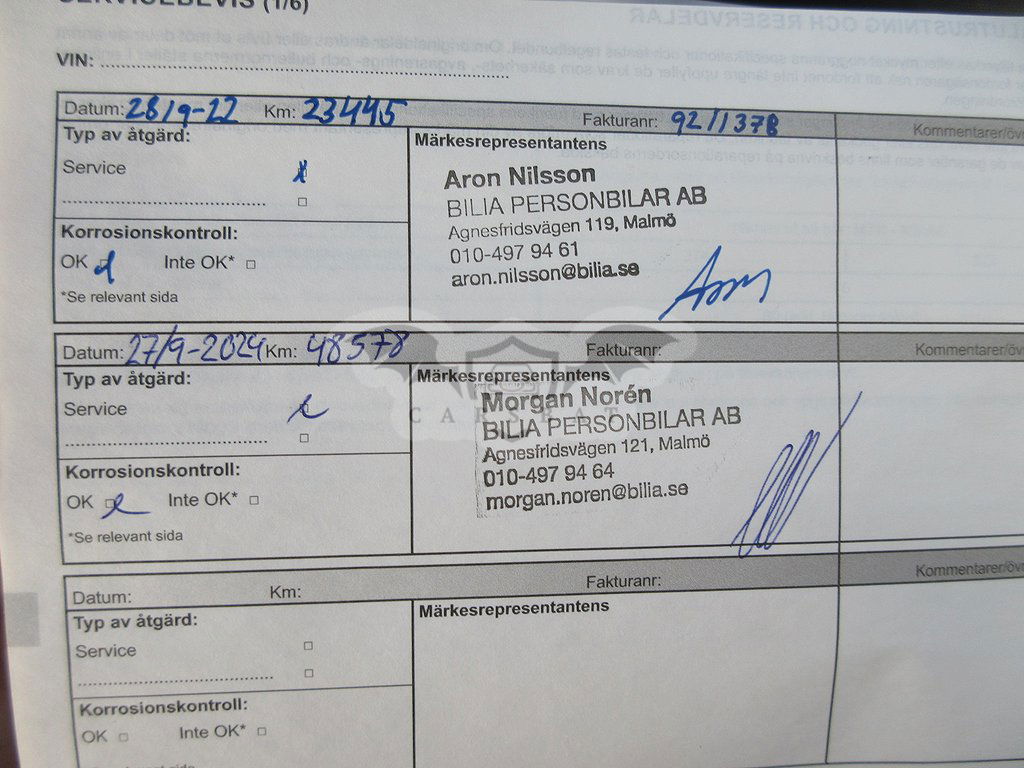 SERVICEBEVIS (1/6)
VIN:
Datum: 28/9-22 Km: 23445 Fakturanr: 92/1378 Kommentarer/öv
Typ av åtgärd: Märkesrepresentantens
Service
Aron Nilsson
BILIA PERSONBILAR AB
Agnesfridsvägen 119, Malmö
010-497 94 61
aron.nilsson@bilia.se
Korrosionskontroll:
OK Inte OK*
*Se relevant sida
Datum: 27/9-2024 Km: 48578 Fakturanr: Kommentarer/öv
Typ av åtgärd: Märkesrepresentantens
Service
Morgan Norén
BILIA PERSONBILAR AB
Agnesfridsvägen 121, Malmö
010-497 94 64
morgan.noren@bilia.se
Korrosionskontroll:
OK Inte OK*
*Se relevant sida
Datum: Km: Fakturanr: Kommentarer/öv
Typ av åtgärd: Märkesrepresentantens
Service
Korrosionskontroll:
OK Inte OK*